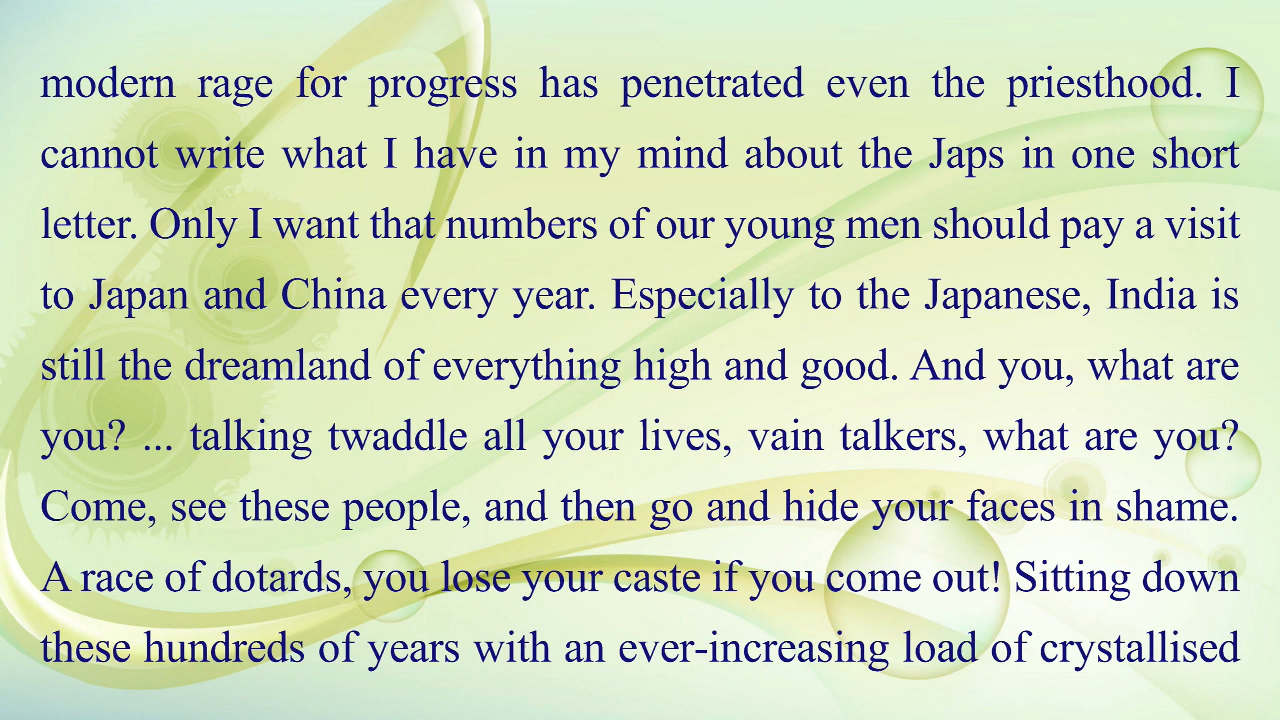 modern rage for progress has penetrated even the priesthood. I
cannot write what I have in my mind about the Japs in one short
letter. Only I want that numbers of our young men should pay a visit
to Japan and China every year. Especially to the Japanese, India is
still the dreamland of everything high and good. And you, what are
you? ... talking twaddle all your lives, vain talkers, what are you?
Come, see these people, and then go and hide your faces in shame.
A race of dotards, you lose your caste if you come out! Sitting down
these hundreds of years with an ever-increasing load of crystallised